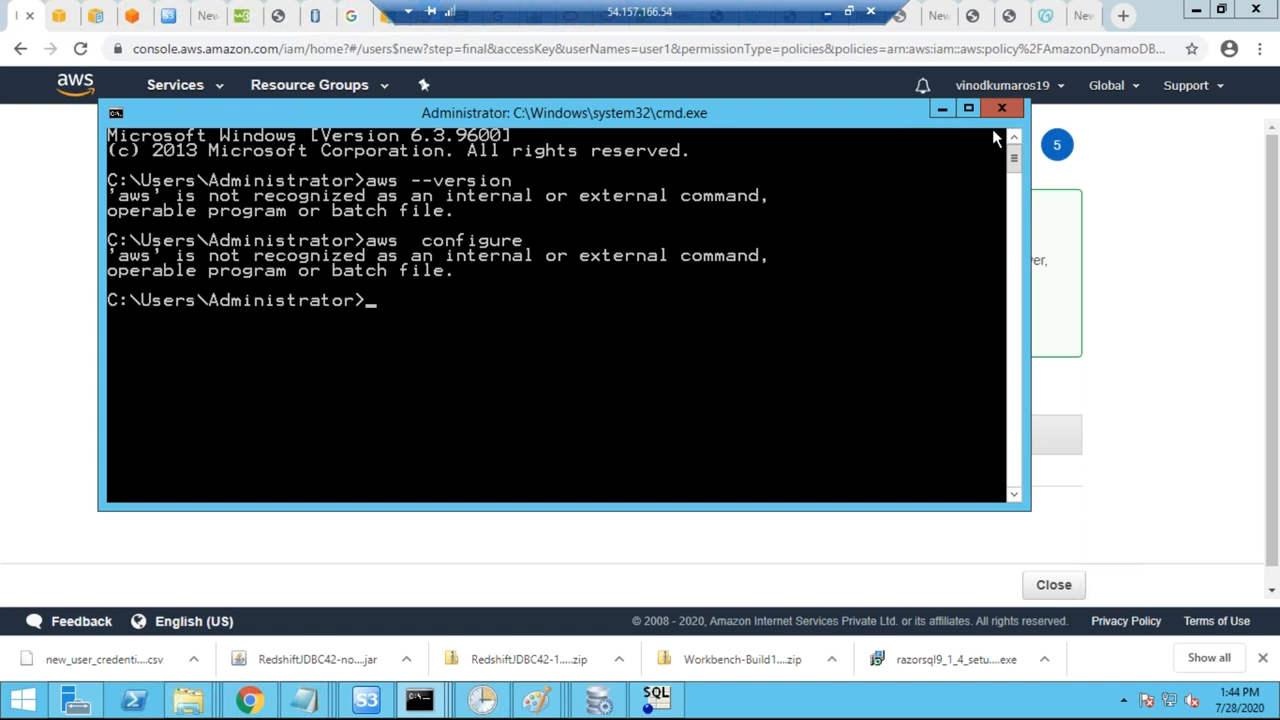 New
54.157.166.54
New
New
console.aws.amazon.com/iam/home?#/users$new?step=final&accessKey&userNames=user1&permissionType=policies&policies=arn:aws:iam::aws:policy%2FAmazonDynamoDB...
aws
Services
Resource Groups
vinodkumaros19
Global
Support
Administrator: C:\Windows\system32\cmd.exe
Microsoft Windows [Version 6.3.9600]
(c) 2013 Microsoft Corporation. All rights reserved.
5
C:\Users\Administrator>aws --version
'aws' is not recognized as an internal or external command,
operable program or batch file.
C:\Users\Administrator>aws  configure
'aws' is not recognized as an internal or external command,
operable program or batch file.
ver,
C:\Users\Administrator>_
Close
Feedback
English (US)
© 2008 - 2020, Amazon Internet Services Private Ltd. or its affiliates. All rights reserved.
Privacy Policy
Terms of Use
new_user_credenti....csv
RedshiftJDBC42-no....jar
RedshiftJDBC42-1....zip
Workbench-Build1....zip
razorsql9_1_4_setu....exe
Show all
S3
C:\
SQL
1:44 PM
7/28/2020